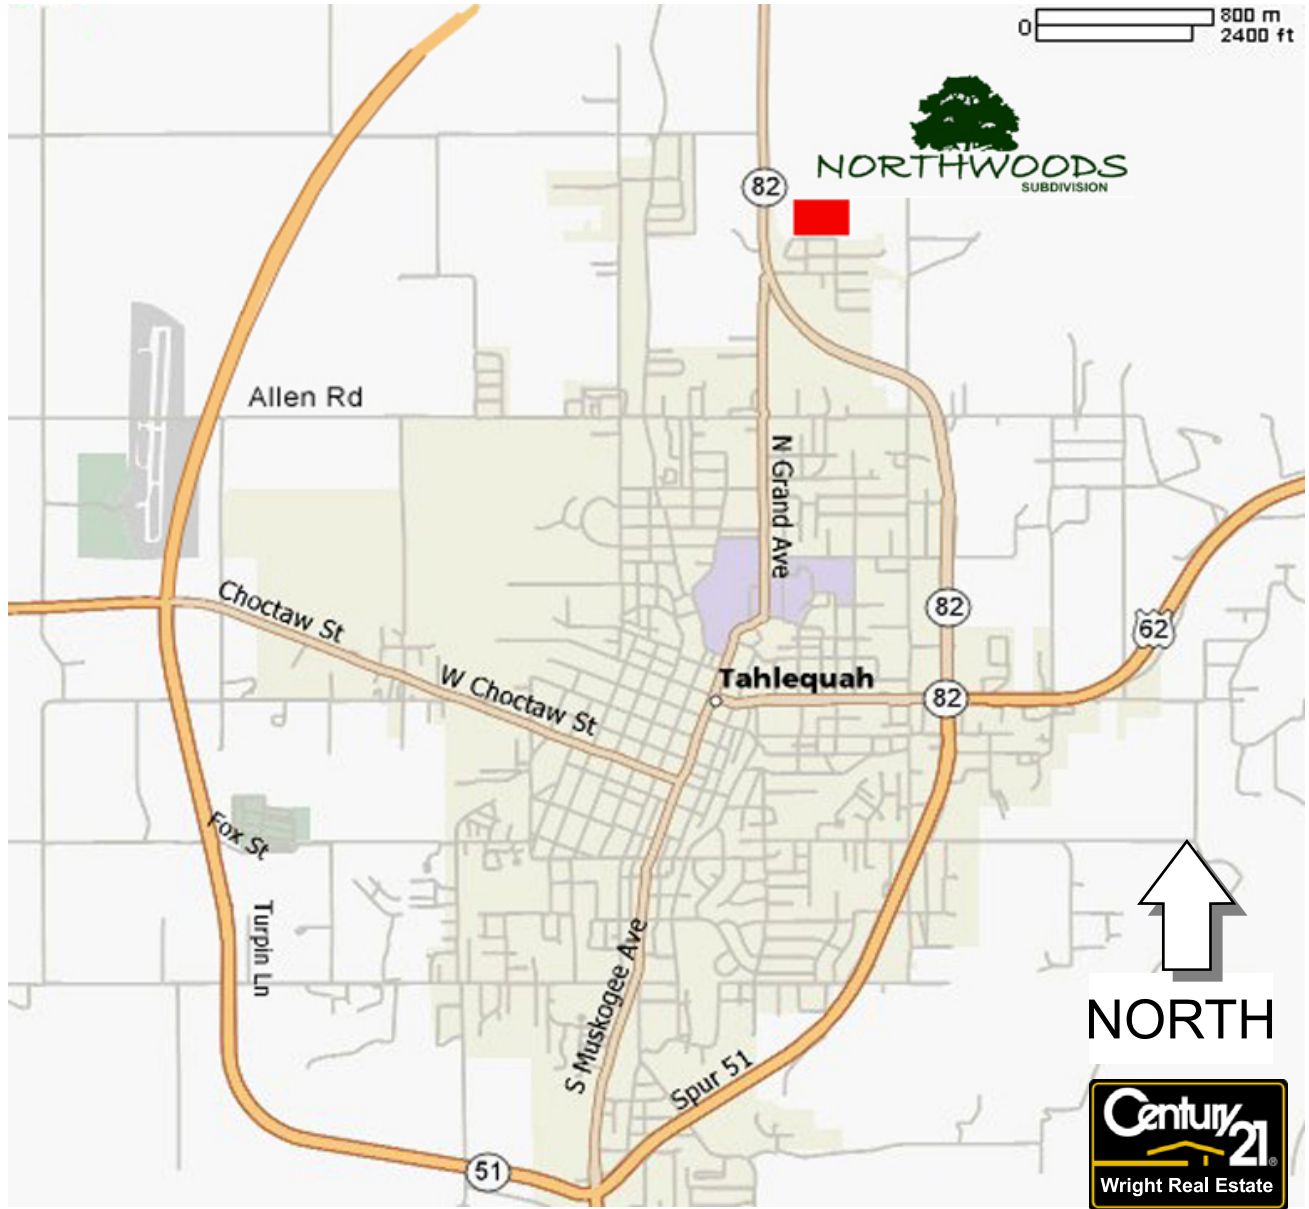 0
800 m
2400 ft
NORTHWOODS
SUBDIVISION
82
Allen Rd
N Grand Ave
Choctaw St
82
62
W Choctaw St
Tahlequah
82
Fox St
Turpin Ln
S Muskogee Ave
NORTH
Spur 51
51
Century 21®
Wright Real Estate